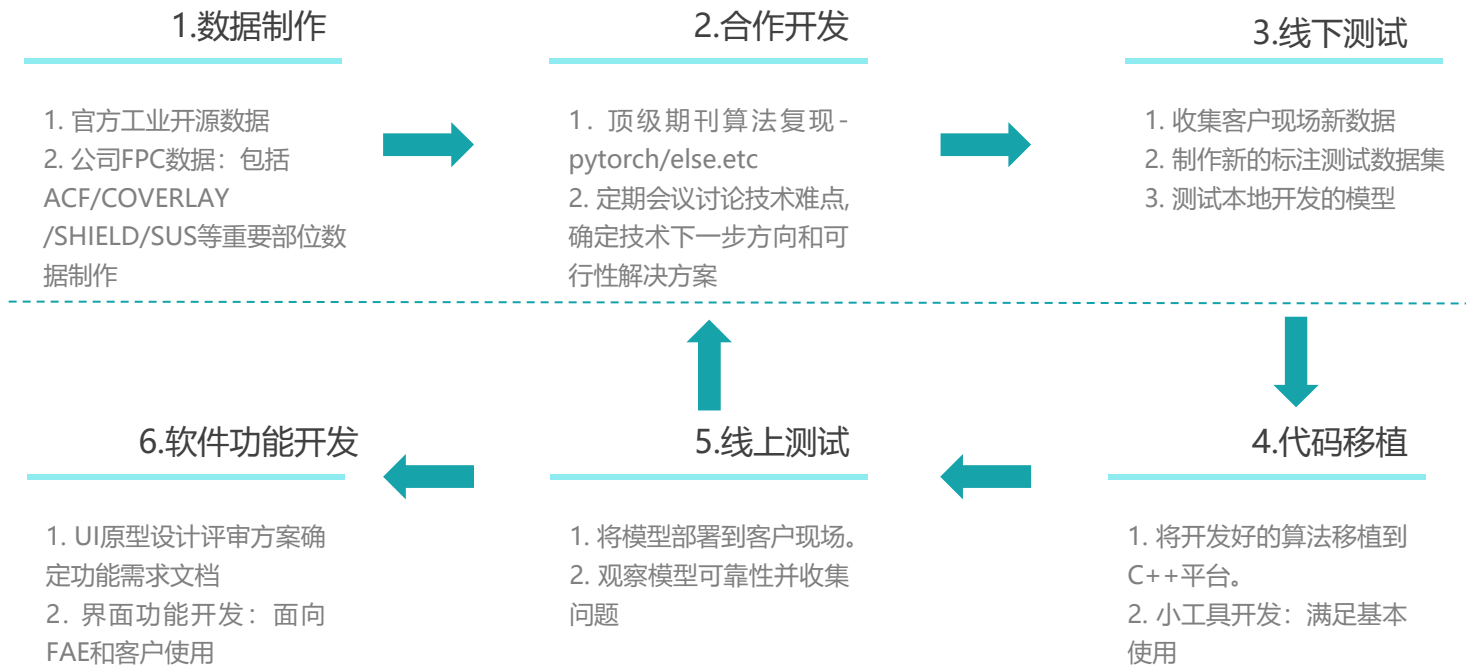 1.数据制作
1. 官方工业开源数据
2. 公司FPC数据：包括
ACF/COVERLAY
/SHIELD/SUS等重要部位数
据制作
2.合作开发
1. 顶级期刊算法复现-
pytorch/else.etc
2. 定期会议讨论技术难点,
确定技术下一步方向和可
行性解决方案
3.线下测试
1. 收集客户现场新数据
2. 制作新的标注测试数据集
3. 测试本地开发的模型
4.代码移植
1. 将开发好的算法移植到
C++平台。
2. 小工具开发：满足基本
使用
5.线上测试
1. 将模型部署到客户现场。
2. 观察模型可靠性并收集
问题
6.软件功能开发
1. UI原型设计评审方案确
定功能需求文档
2. 界面功能开发：面向
FAE和客户使用